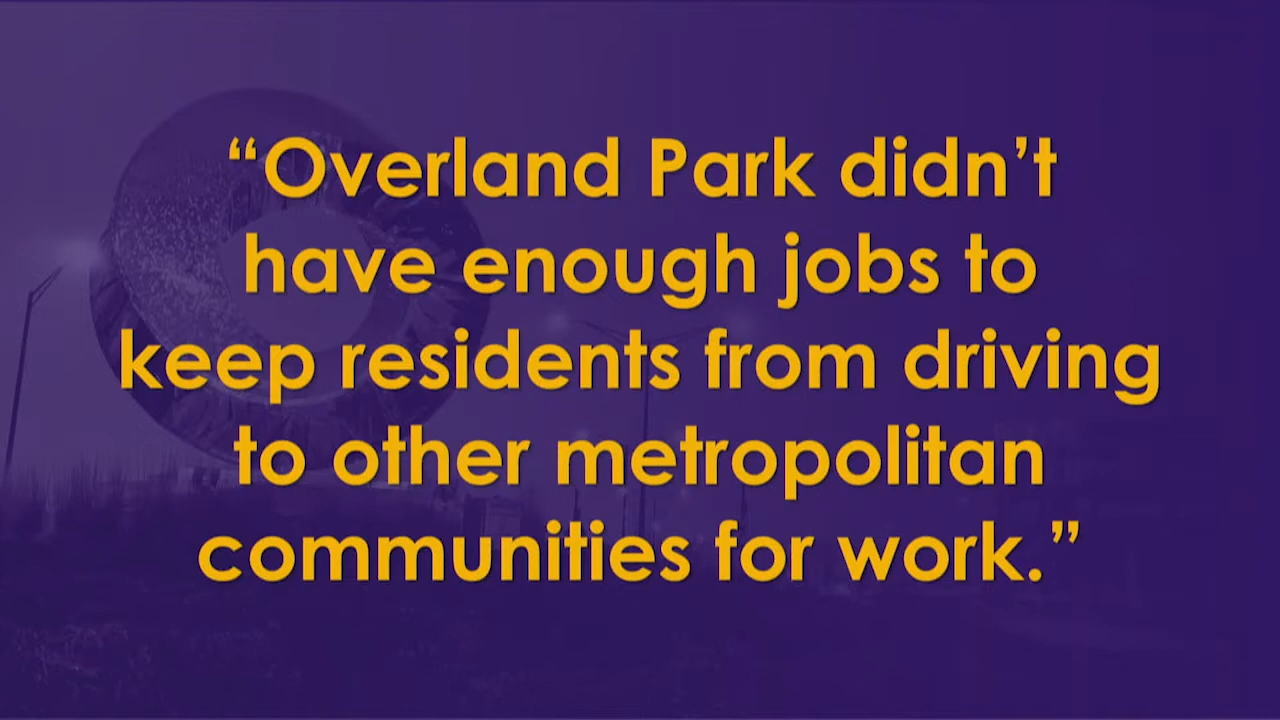 “Overland Park didn’t
have enough jobs to
keep residents from driving
to other metropolitan
communities for work.”